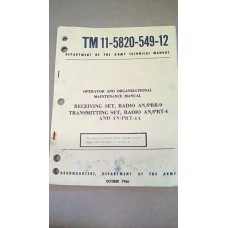 TM 11-5820-549-12
DEPARTMENT OF THE ARMY TECHNICAL MANUAL
OPERATOR AND ORGANIZATIONAL
MAINTENANCE MANUAL
RECEIVING SET, RADIO AN/PRR-9
TRANSMITTING SET, RADIO AN/PRT-4
AND AN/PRT-4A
HEADQUARTERS, DEPARTMENT OF THE ARMY
OCTOBER 1966